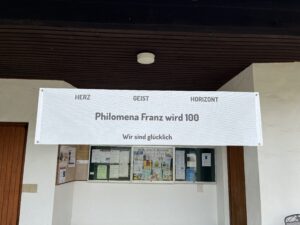 HERZ GEIST HORIZONT
Philomena Franz wird 100
Wir sind glücklich